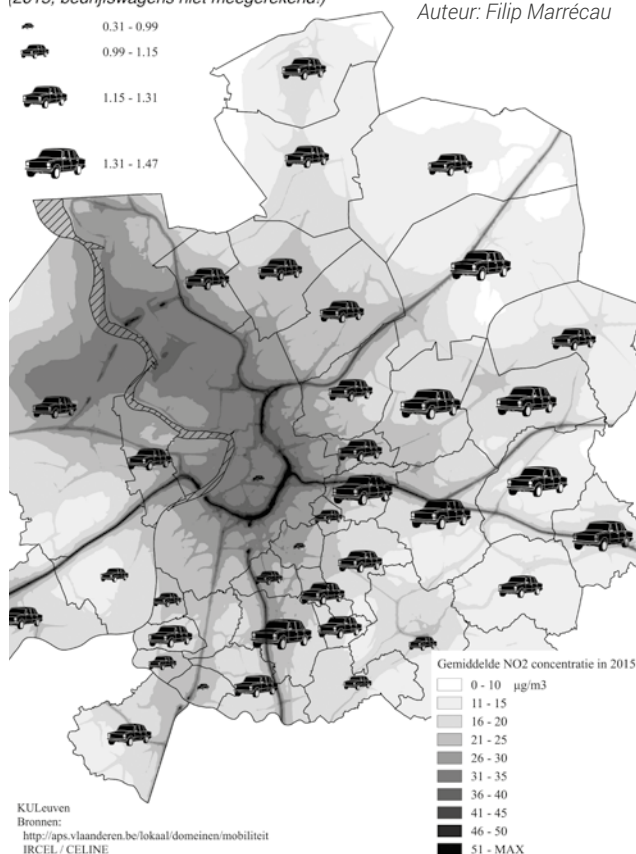 (2015, bedrijfswagens niet meegerekend!)
Auteur: Filip Marrécau
0.31 - 0.99
0.99 - 1.15
1.15 - 1.31
1.31 - 1.47
Gemiddelde NO2 concentratie in 2015
0 - 10 µg/m3
11 - 15
16 - 20
21 - 25
26 - 30
31 - 35
36 - 40
41 - 45
46 - 50
51 - MAX
KULeuven
Bronnen:
http://aps.vlaanderen.be/lokaal/domeinen/mobiliteit
IRCEL / CELINE